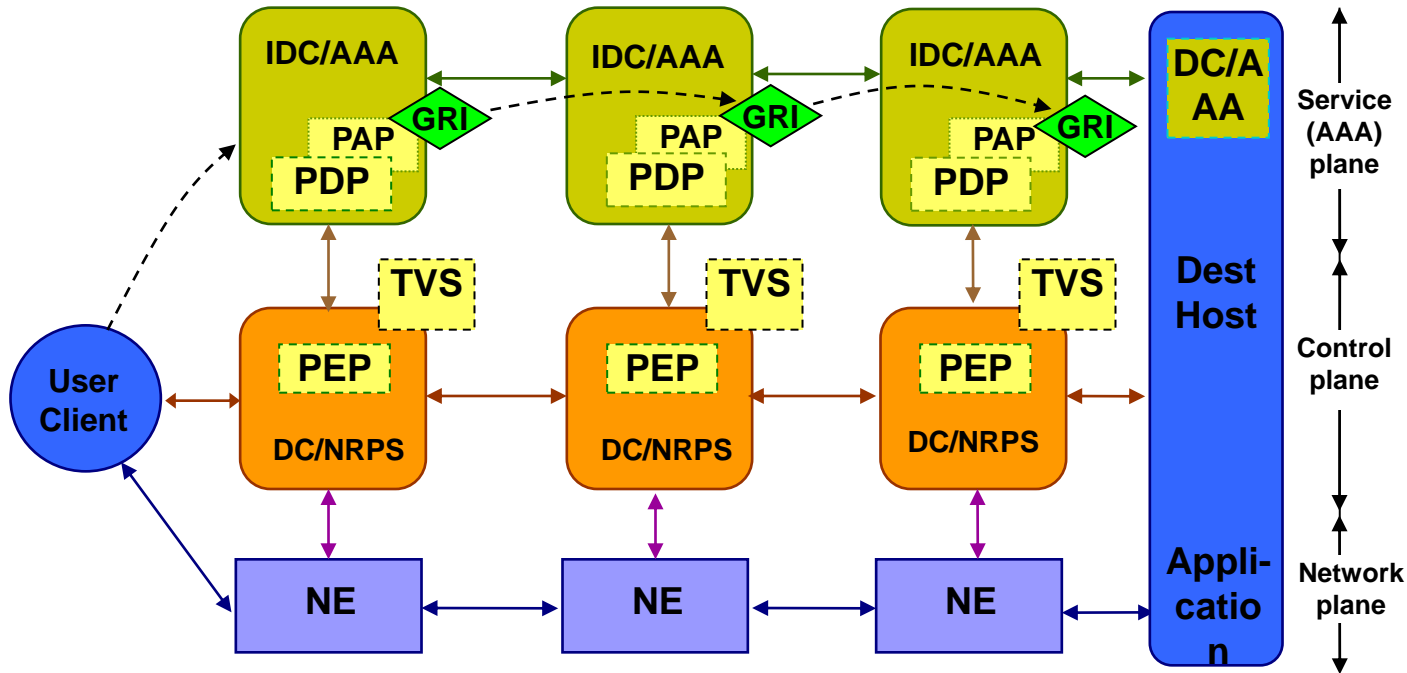 IDC/AAA
PAP
PDP
GRI
IDC/AAA
PAP
PDP
GRI
IDC/AAA
PAP
PDP
GRI
DC/A
AA
Service
(AAA)
plane
TVS
TVS
TVS
Dest
Host
User
Client
PEP
DC/NRPS
PEP
DC/NRPS
PEP
DC/NRPS
Control
plane
NE
NE
NE
Appli-
catio
n
Network
plane